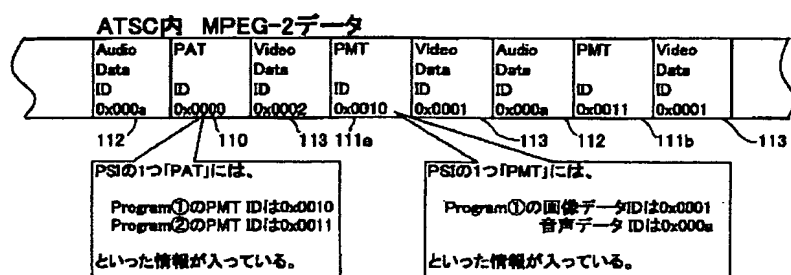 ATSC内 MPEG-2データ
Audio Data ID 0x000a
PAT ID 0x0000
Video Data ID 0x0002
PMT ID 0x0010
Video Data ID 0x0001
Audio Data ID 0x000a
PMT ID 0x0011
Video Data ID 0x0001
112
110
113
111a
113
112
111b
113
PSIの1つ「PAT」には、
Program①のPMT IDは0x0010
Program②のPMT IDは0x0011
といった情報が入っている。
PSIの1つ「PMT」には、
Program①の画像データIDは0x0001
音声データ IDは0x000a
といった情報が入っている。